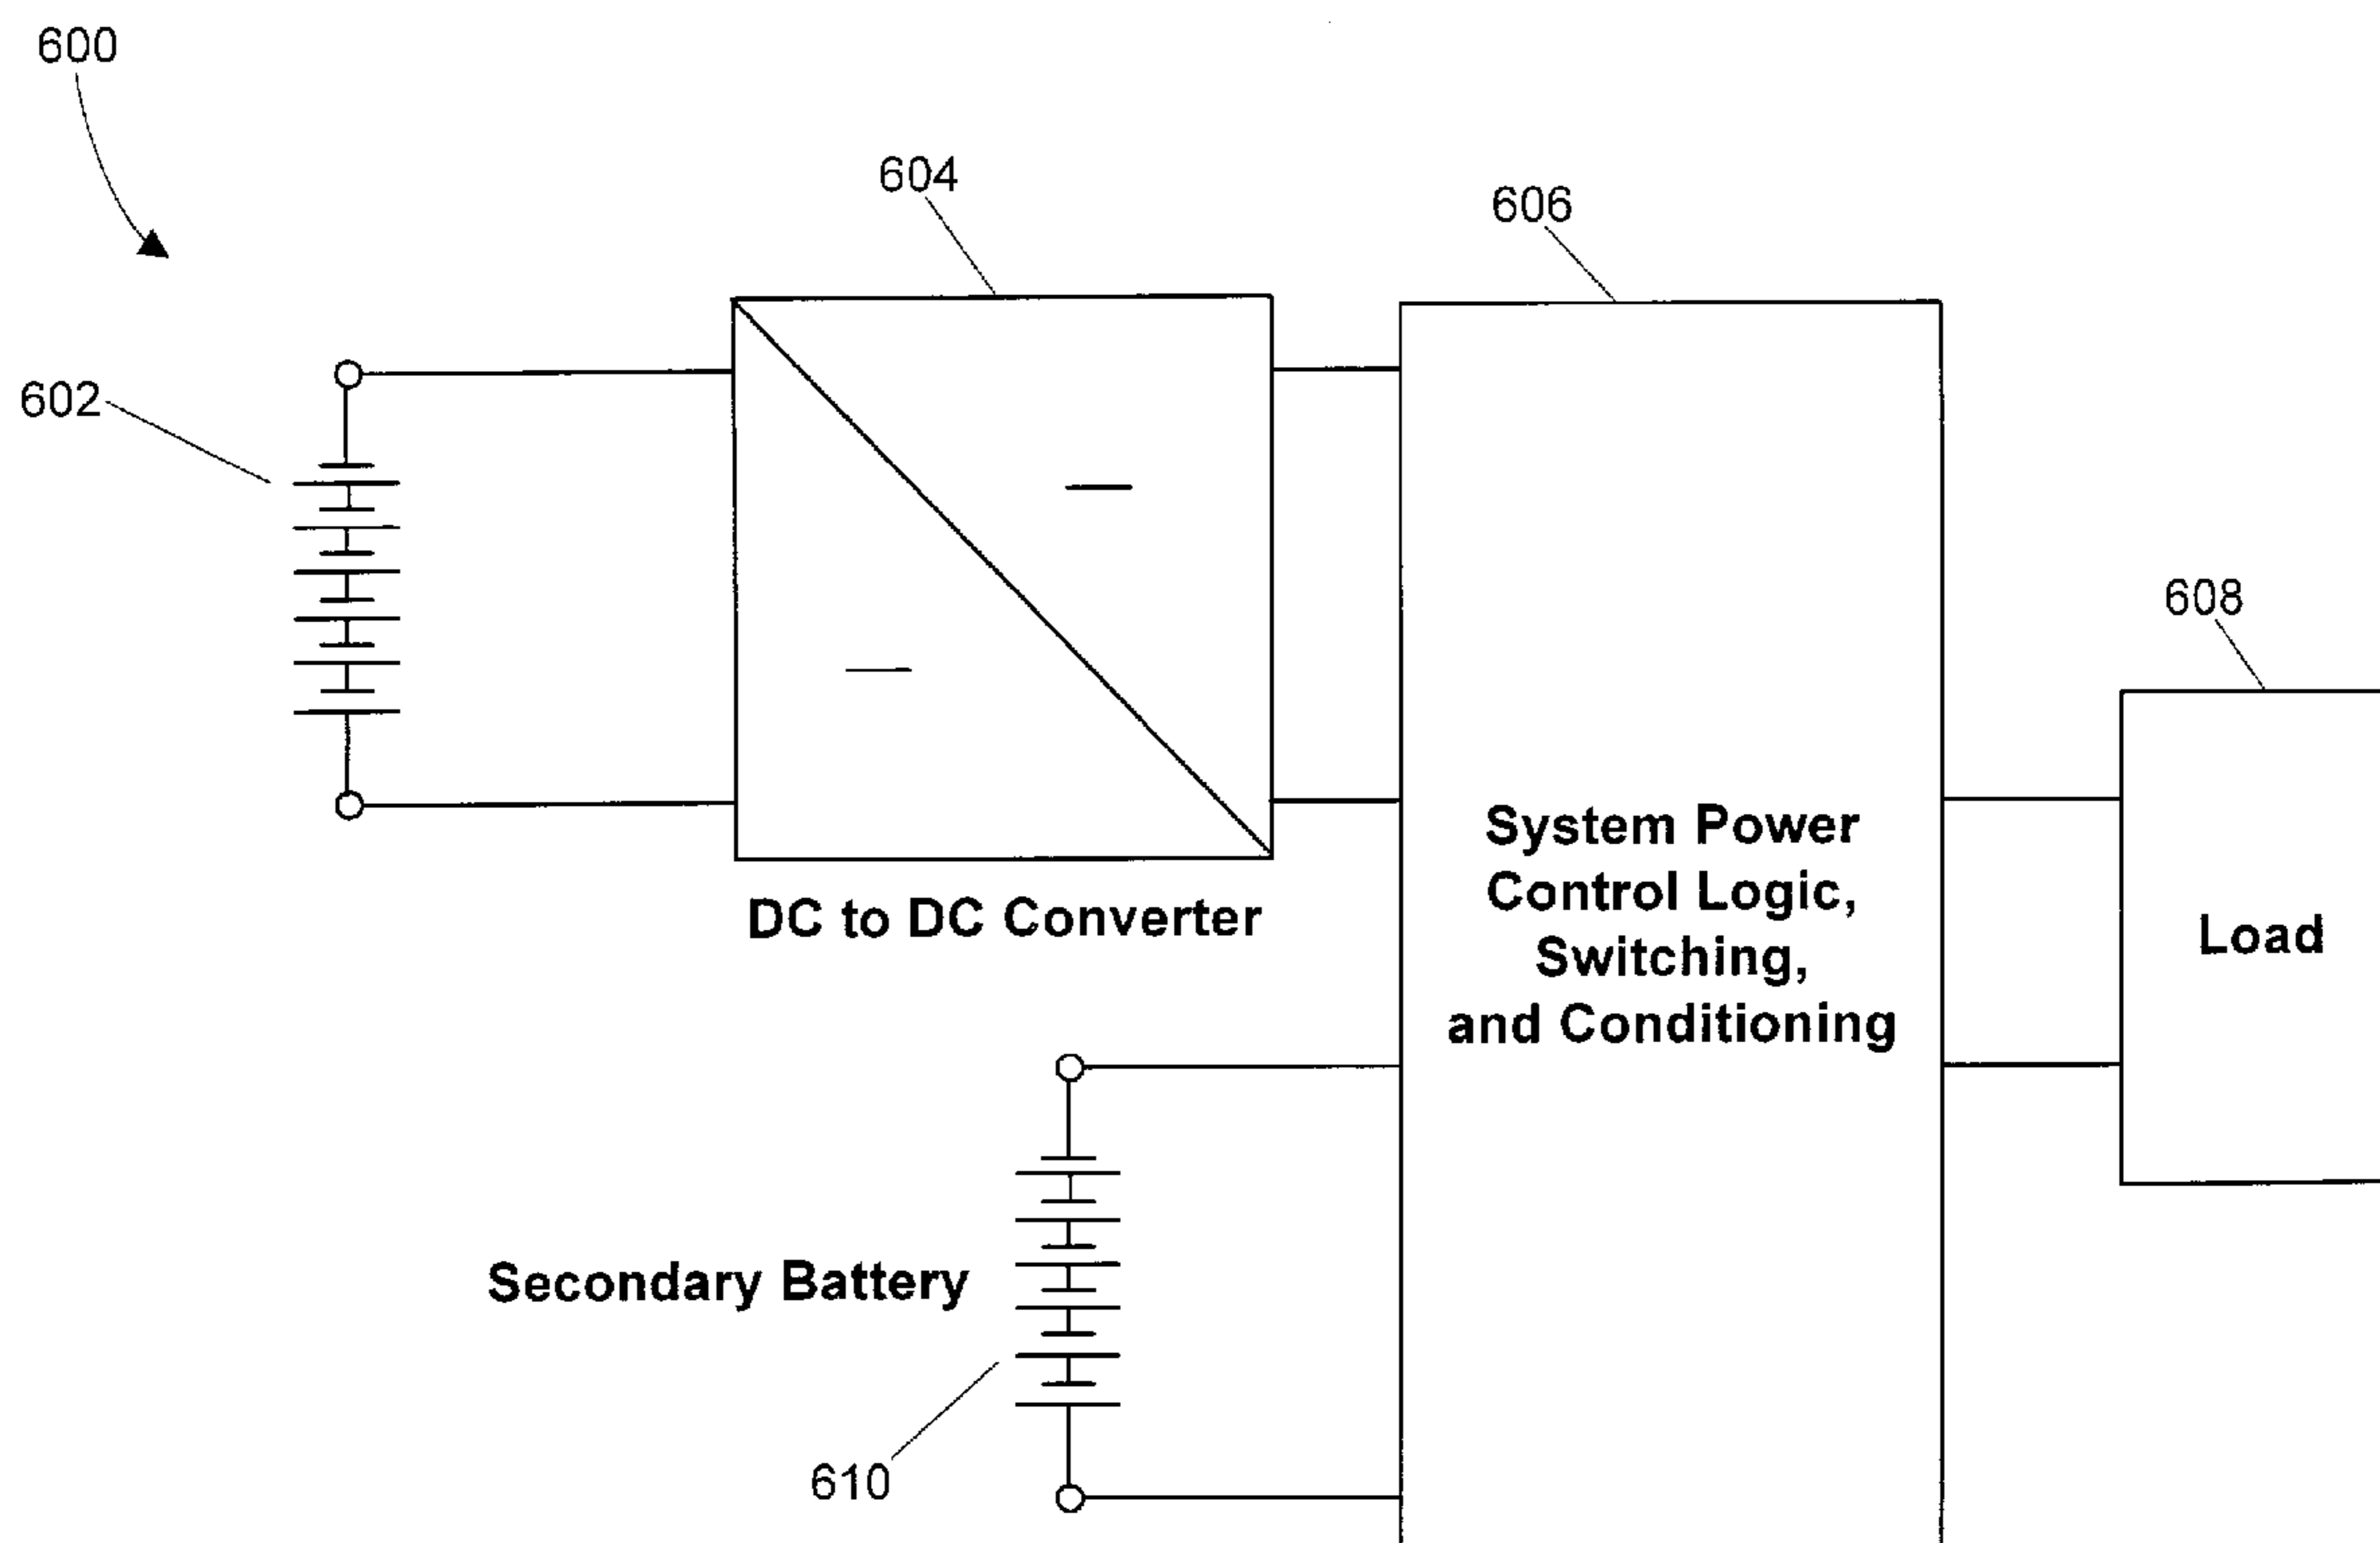 600
604
606
602
608
System Power
Control Logic,
Switching,
and Conditioning
DC to DC Converter
Load
Secondary Battery
610